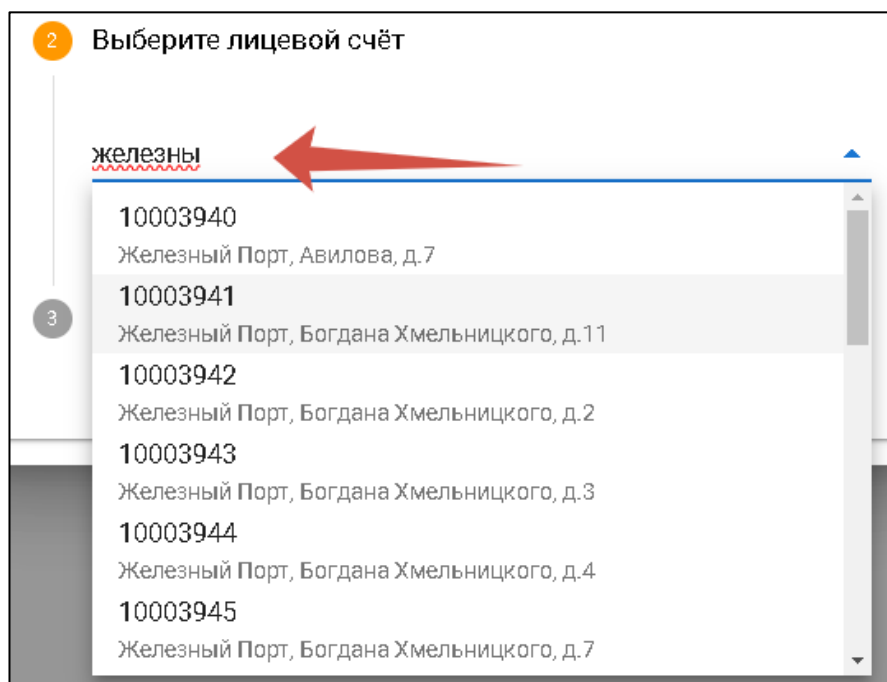 2 Выберите лицевой счёт
железны
10003940
Железный Порт, Авилова, д.7
10003941
Железный Порт, Богдана Хмельницкого, д.11
3
10003942
Железный Порт, Богдана Хмельницкого, д.2
10003943
Железный Порт, Богдана Хмельницкого, д.3
10003944
Железный Порт, Богдана Хмельницкого, д.4
10003945
Железный Порт, Богдана Хмельницкого, д.7